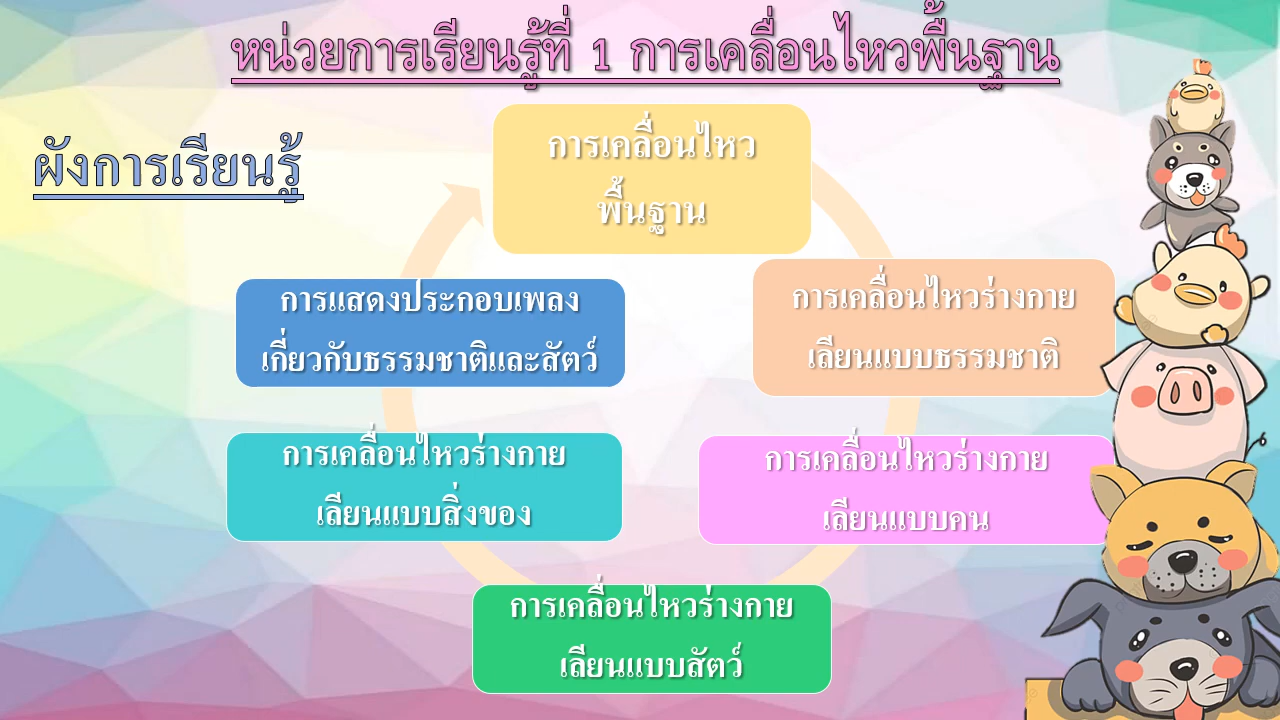 หน่วยการเรียนรู้ที่ 1 การเคลื่อนไหวพื้นฐาน
ผังการเรียนรู้
การเคลื่อนไหว
พื้นฐาน
การเคลื่อนไหวร่างกาย
เลียนแบบธรรมชาติ
การเคลื่อนไหวร่างกาย
เลียนแบบคน
การเคลื่อนไหวร่างกาย
เลียนแบบสัตว์
การเคลื่อนไหวร่างกาย
เลียนแบบสิ่งของ
การแสดงประกอบเพลง
เกี่ยวกับธรรมชาติและสัตว์